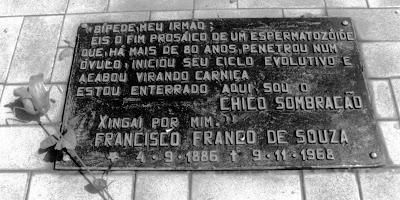 BÍPEDE, MEU IRMÃO:
EIS O FIM PROSAICO DE UM ESPERMATOZÓIDE
QUE, HÁ MAIS DE 80 ANOS, PENETROU NUM
ÓVULO, INICIOU SEU CICLO EVOLUTIVO E
ACABOU VIRANDO CARNIÇA
ESTOU ENTERRADO AQUI. SOU O
CHICO SOMBRAÇÃO
XINGAI POR MIM."
FRANCISCO FRANCO DE SOUZA
* 4-9-1886 † 9-11-1968